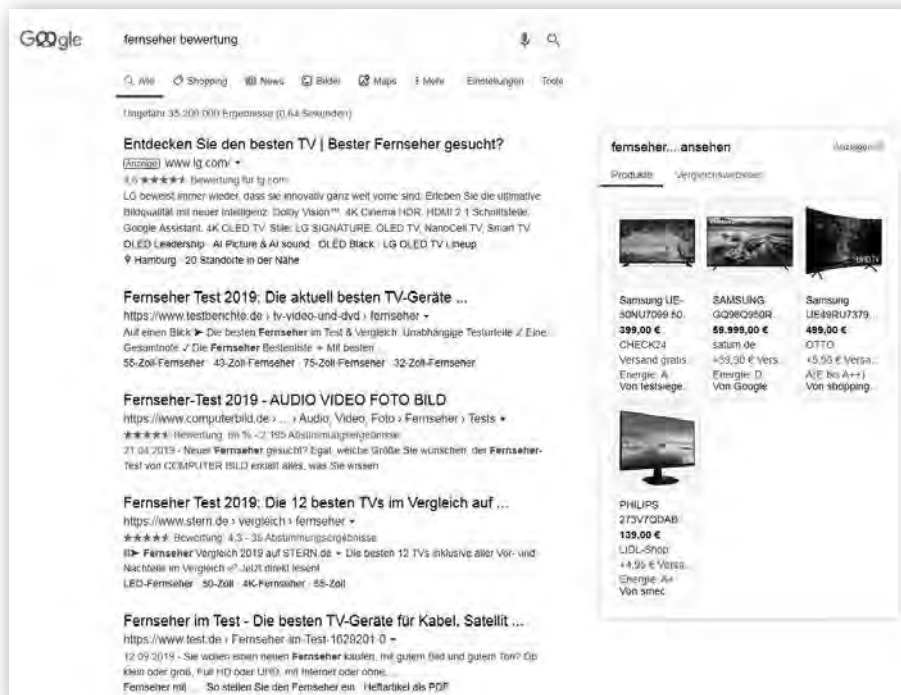 Google
fernseher bewertung
Alle Shopping News Bilder Maps Mehr Einstellungen Tools
Ungefähr 35.200.000 Ergebnisse (0,64 Sekunden)
Entdecken Sie den besten TV | Bester Fernseher gesucht?
Anzeige www.lg.com/
4,6 ★★★★★ Bewertung für lg.com
LG beweist immer wieder, dass sie innovativ ganz weit vorne sind. Erleben Sie die ultimative
Bildqualität mit neuer Intelligenz. Dolby Vision™. 4K Cinema HDR. HDMI 2.1 Schnittstelle.
Google Assistant. 4K OLED TV. Stile: LG SIGNATURE, OLED TV, NanoCell TV, Smart TV
OLED Leadership · AI Picture & AI sound · OLED Black · LG OLED TV Lineup
Hamburg · 20 Standorte in der Nähe
Fernseher Test 2019: Die aktuell besten TV-Geräte ...
https://www.testberichte.de › tv-video-und-dvd › fernseher
Auf einen Blick ➤ Die besten Fernseher im Test & Vergleich. Unabhängige Testurteile ✓ Eine
Gesamtnote ✓ Die Fernseher Bestenliste + Mit besten
55-Zoll-Fernseher · 43-Zoll-Fernseher · 75-Zoll-Fernseher · 32-Zoll-Fernseher
Fernseher-Test 2019 - AUDIO VIDEO FOTO BILD
https://www.computerbild.de › ... › Audio, Video, Foto › Fernseher › Tests
★★★★★ Bewertung: % - 2.195 Abstimmungsergebnisse
21.04.2019 - Neuer Fernseher gesucht? Egal, welche Größe Sie wünschen: der Fernseher-
Test von COMPUTER BILD erklärt alles, was Sie wissen
Fernseher Test 2019: Die 12 besten TVs im Vergleich auf ...
https://www.stern.de › vergleich › fernseher
★★★★★ Bewertung: 4,3 - 35 Abstimmungsergebnisse
Fernseher Vergleich 2019 auf STERN.de + Die besten 12 TVs inklusive aller Vor- und
Nachteile im Vergleich Jetzt direkt lesen!
LED-Fernseher · 50-Zoll · 4K-Fernseher · 55-Zoll
Fernseher im Test - Die besten TV-Geräte für Kabel, Satellit ...
https://www.test.de › Fernseher-im-Test-1629201-0
12.09.2019 - Sie wollen einen neuen Fernseher kaufen, mit gutem Bild und gutem Ton? Ob
klein oder groß, Full HD oder UHD, mit Internet oder ohne
Fernseher mit ... · So stellen Sie den Fernseher ein · Heftartikel als PDF
fernseher... ansehen Anzeigen
Produkte Vergleichswebsites
Samsung UE-
50NU7099 50...
399,00 €
CHECK24
Versand gratis
Energie: A
Von testsiege...
SAMSUNG
GQ98Q950R...
59.999,00 €
saturn.de
+39,90 € Vers...
Energie: D
Von Google
Samsung
UE49RU7379...
499,00 €
OTTO
+5,95 € Versa...
A(E bis A++)
Von shopping...
PHILIPS
273V7QDAB
139,00 €
LIDL-Shop
+4,95 € Versa...
Energie: A+
Von smec